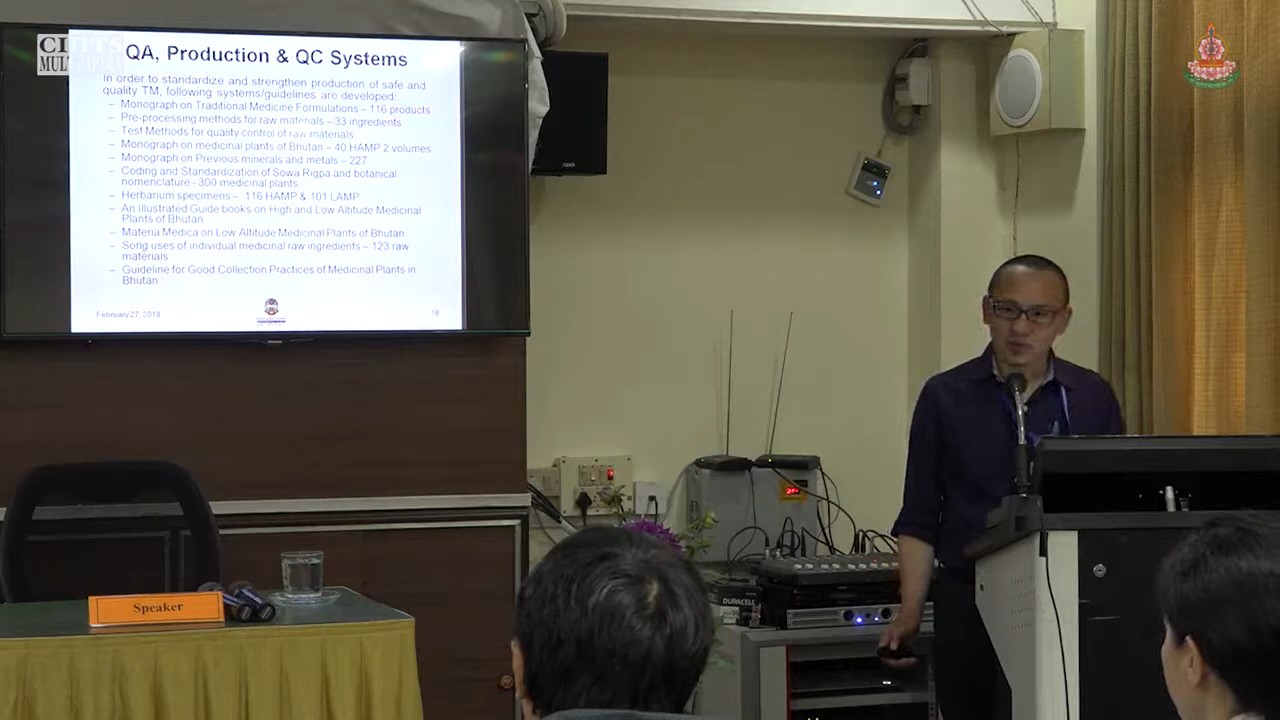 QA, Production & QC Systems
In order to standardize and strengthen production of safe and
quality TM, following systems/guidelines are developed:
– Monograph on Traditional Medicine Formulations – 116 products
– Pre-processing methods for raw materials – 33 ingredients
– Test Methods for quality control of raw materials
– Monograph on medicinal plants of Bhutan – 40 HAMP 2 volumes
– Monograph on Previous minerals and metals – 227
– Coding and Standardization of Sowa Rigpa and botanical
nomenclature - 300 medicinal plants
– Herbarium specimens – 116 HAMP & 101 LAMP
– An Illustrated Guide books on High and Low Altitude Medicinal
Plants of Bhutan
– Materia Medica on Low Altitude Medicinal Plants of Bhutan
– Sorig uses of individual medicinal raw ingredients – 123 raw
materials
– Guideline for Good Collection Practices of Medicinal Plants in
Bhutan
February 27, 2018
18
Speaker
DURACELL